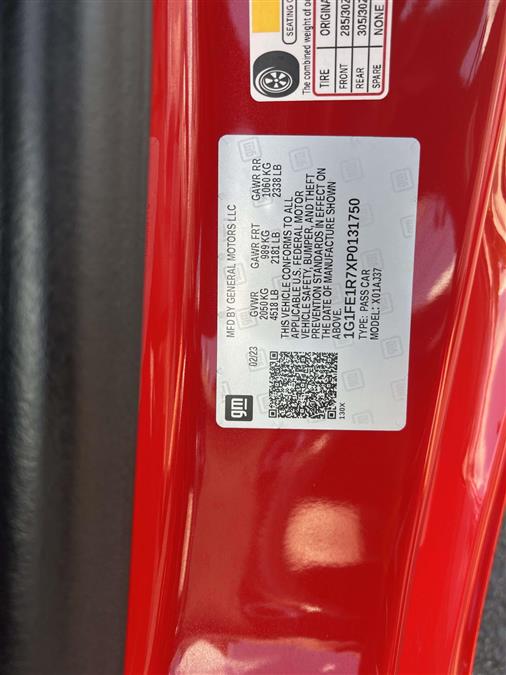 SEATING C
The combined weight of
TIRE ORIGINA
FRONT 285/30Z
REAR 305/30Z
SPARE NONE
MFD BY GENERAL MOTORS LLC
02/23
GVWR GAWR FRT GAWR RR
2050 KG 989 KG 1060 KG
4518 LB 2181 LB 2338 LB
THIS VEHICLE CONFORMS TO ALL
APPLICABLE U.S. FEDERAL MOTOR
VEHICLE SAFETY, BUMPER, AND THEFT
PREVENTION STANDARDS IN EFFECT ON
THE DATE OF MANUFACTURE SHOWN
ABOVE.
1G1FE1R7XP0131750
TYPE: PASS CAR
MODEL: X01AJ37
gm
130X